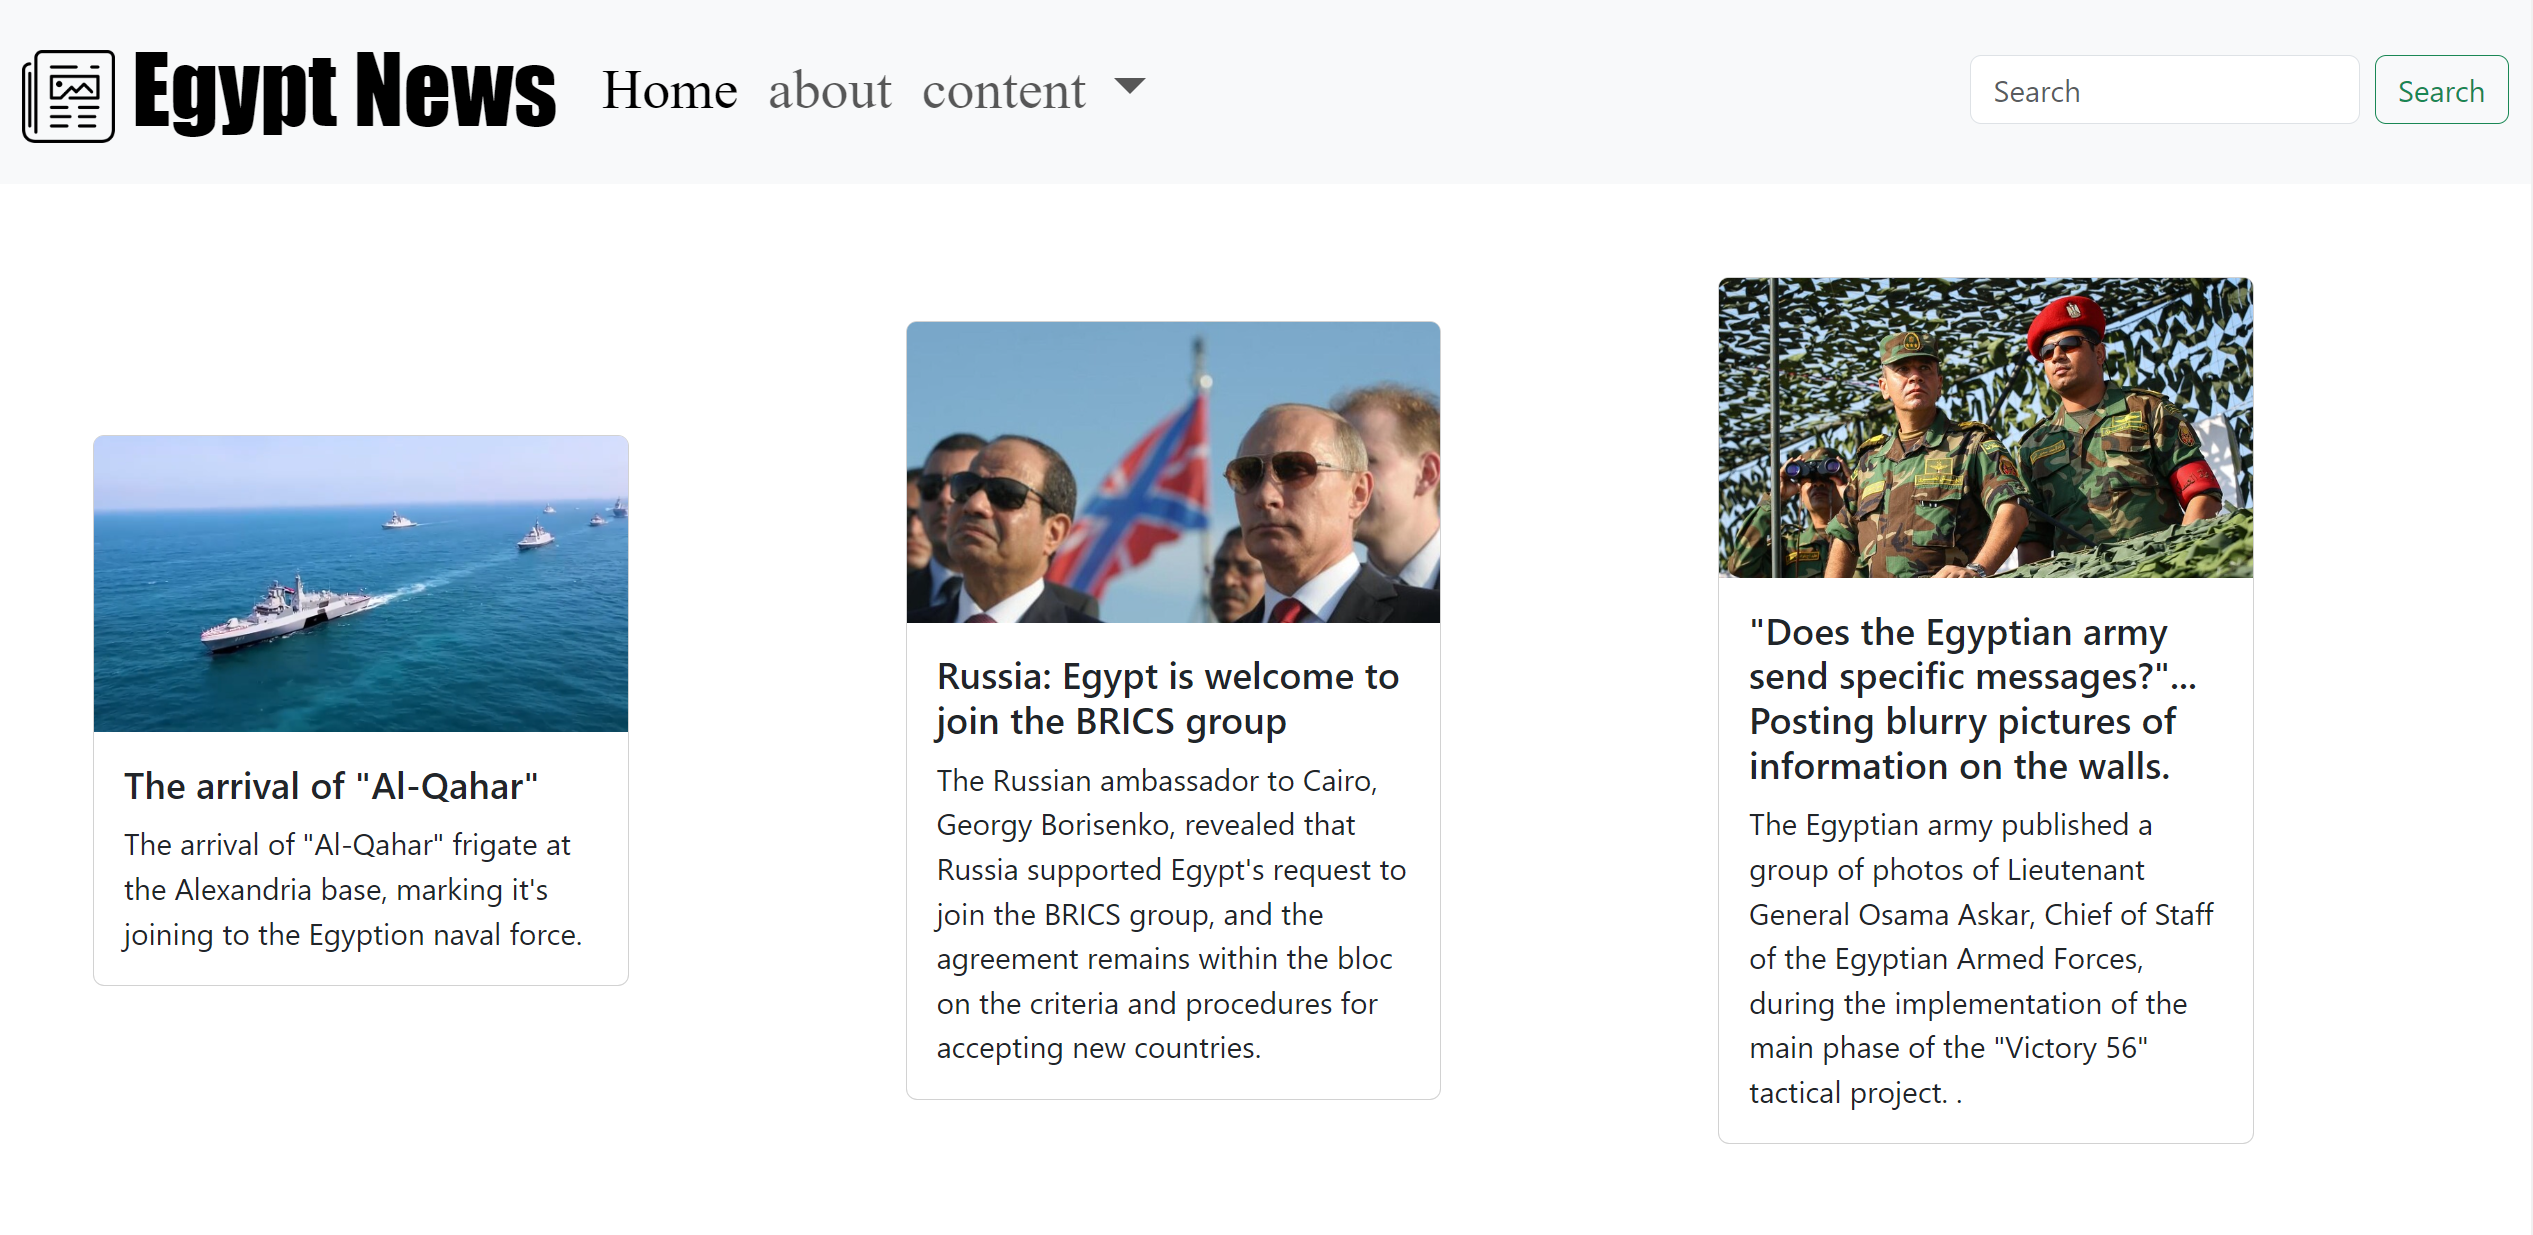 Egypt News
Home about content
Search
Search
The arrival of "Al-Qahar"
The arrival of "Al-Qahar" frigate at
the Alexandria base, marking it's
joining to the Egyption naval force.
Russia: Egypt is welcome to
join the BRICS group
The Russian ambassador to Cairo,
Georgy Borisenko, revealed that
Russia supported Egypt's request to
join the BRICS group, and the
agreement remains within the bloc
on the criteria and procedures for
accepting new countries.
"Does the Egyptian army
send specific messages?"...
Posting blurry pictures of
information on the walls.
The Egyptian army published a
group of photos of Lieutenant
General Osama Askar, Chief of Staff
of the Egyptian Armed Forces,
during the implementation of the
main phase of the "Victory 56"
tactical project. .